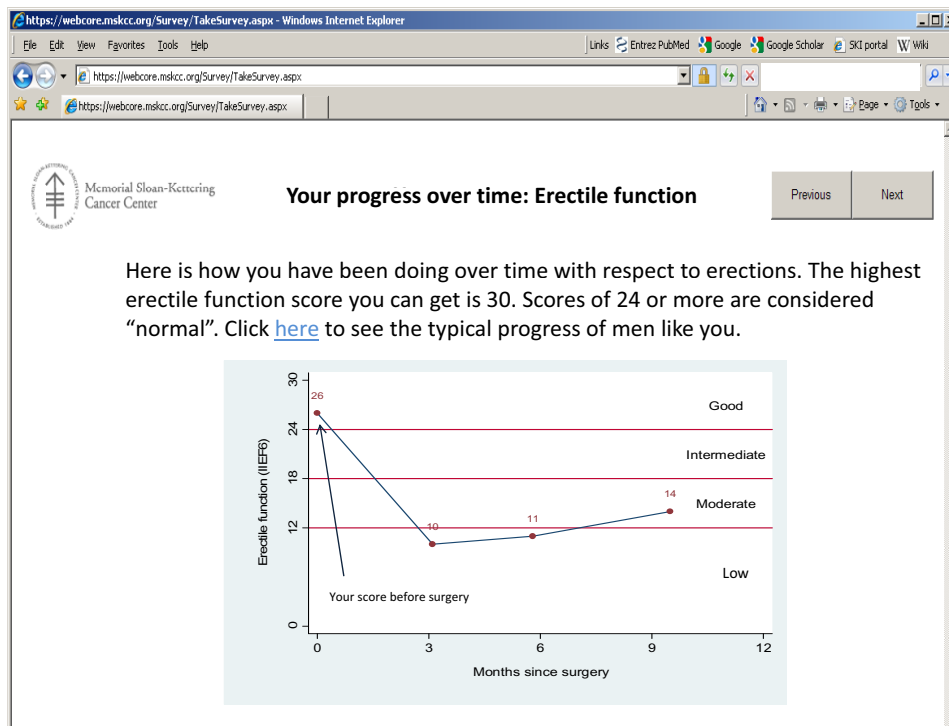 https://webcore.mskcc.org/Survey/TakeSurvey.aspx - Windows Internet Explorer
File Edit View Favorites Tools Help
Links Entrez PubMed Google Google Scholar SKI portal Wiki
https://webcore.mskcc.org/Survey/TakeSurvey.aspx
https://webcore.mskcc.org/Survey/TakeSurvey.aspx
Page Tools
Memorial Sloan-Kettering
Cancer Center
Your progress over time: Erectile function
Previous
Next
Here is how you have been doing over time with respect to erections. The highest
erectile function score you can get is 30. Scores of 24 or more are considered
“normal”. Click here to see the typical progress of men like you.
Erectile function (IIEF6)
30
24
18
12
0
26
10
11
14
Good
Intermediate
Moderate
Low
Your score before surgery
0 3 6 9 12
Months since surgery